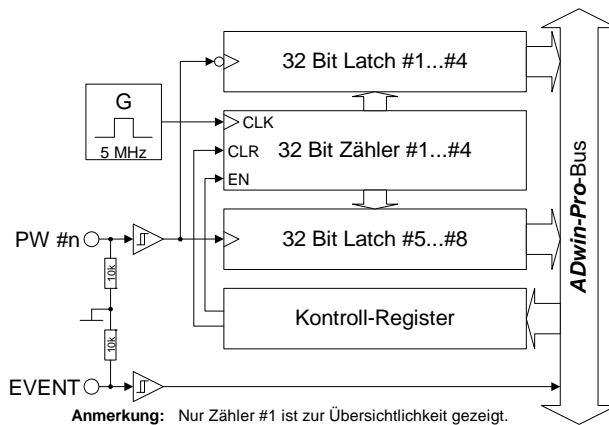 32 Bit Latch #1...#4
G
5 MHz
CLK
CLR
EN
32 Bit Zähler #1...#4
PW #n
32 Bit Latch #5...#8
10k
10k
Kontroll-Register
EVENT
ADwin-Pro-Bus
Anmerkung: Nur Zähler #1 ist zur Übersichtlichkeit gezeigt.